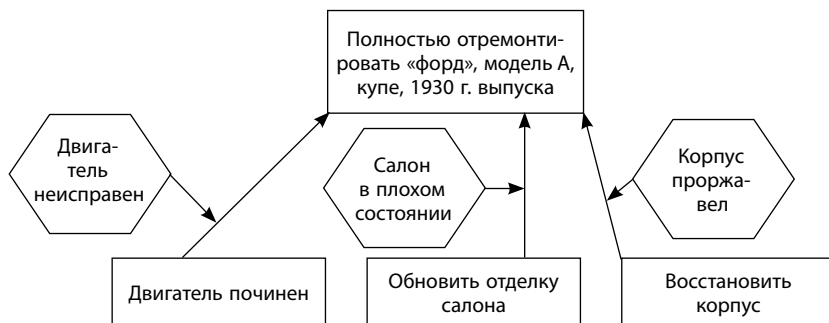 Полностью отремонти-
ровать «форд», модель А,
купе, 1930 г. выпуска
Двига-
тель
неисправен
Салон
в плохом
состоянии
Корпус
проржа-
вел
Двигатель починен
Обновить отделку
салона
Восстановить
корпус